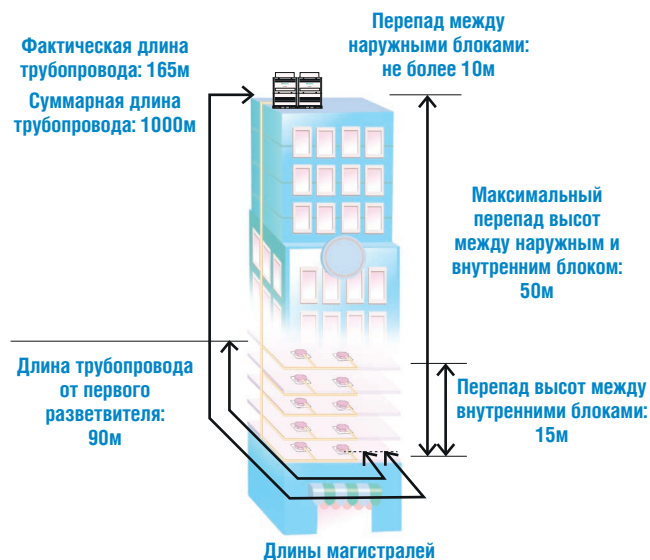 Фактическая длина
трубопровода: 165м
Суммарная длина
трубопровода: 1000м
Перепад между
наружными блоками:
не более 10м
Максимальный
перепад высот
между наружным и
внутренним блоком:
50м
Длина трубопровода
от первого
разветвителя:
90м
Перепад высот между
внутренними блоками:
15м
Длины магистралей